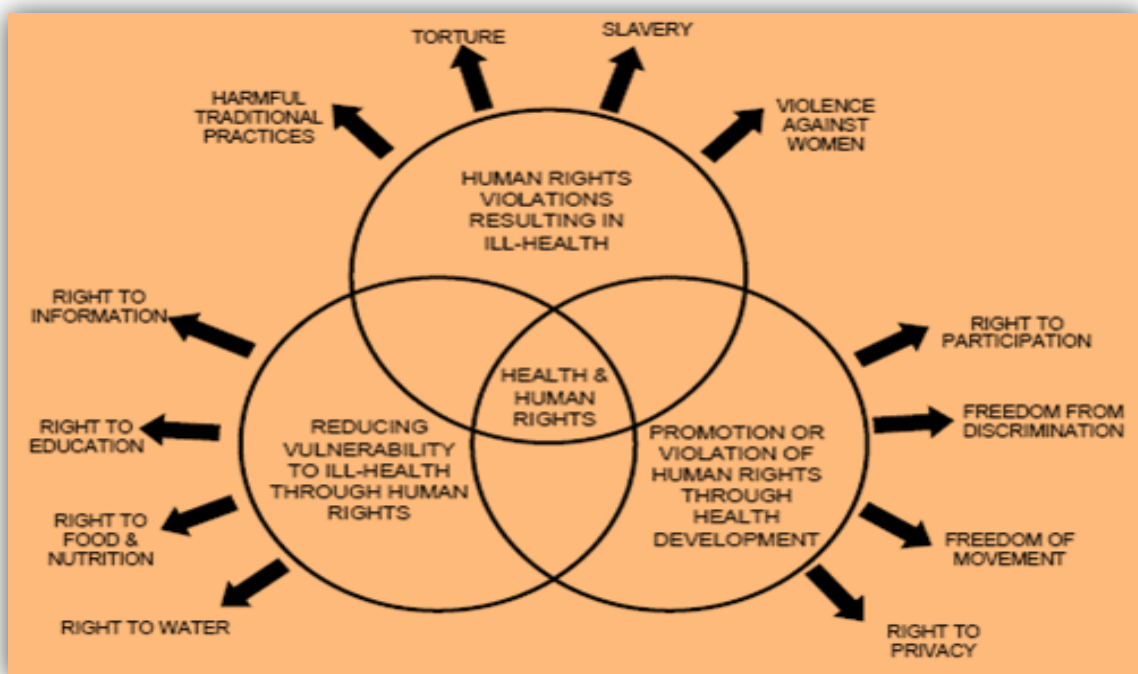 TORTURE
SLAVERY
HARMFUL
TRADITIONAL
PRACTICES
VIOLENCE
AGAINST
WOMEN
HUMAN RIGHTS
VIOLATIONS
RESULTING IN
ILL-HEALTH
RIGHT TO
INFORMATION
RIGHT TO
EDUCATION
RIGHT TO
FOOD &
NUTRITION
RIGHT TO WATER
REDUCING
VULNERABILITY
TO ILL-HEALTH
THROUGH HUMAN
RIGHTS
HEALTH &
HUMAN
RIGHTS
PROMOTION OR
VIOLATION OF
HUMAN RIGHTS
THROUGH
HEALTH
DEVELOPMENT
RIGHT TO
PARTICIPATION
FREEDOM FROM
DISCRIMINATION
FREEDOM OF
MOVEMENT
RIGHT TO
PRIVACY